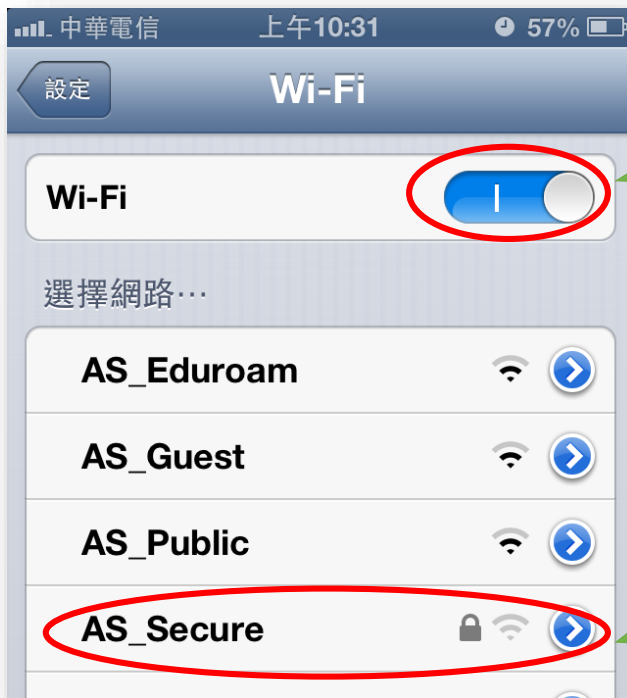 中華電信 上午10:31 57%
設定 Wi-Fi
Wi-Fi
選擇網路…
AS_Eduroam
AS_Guest
AS_Public
AS_Secure